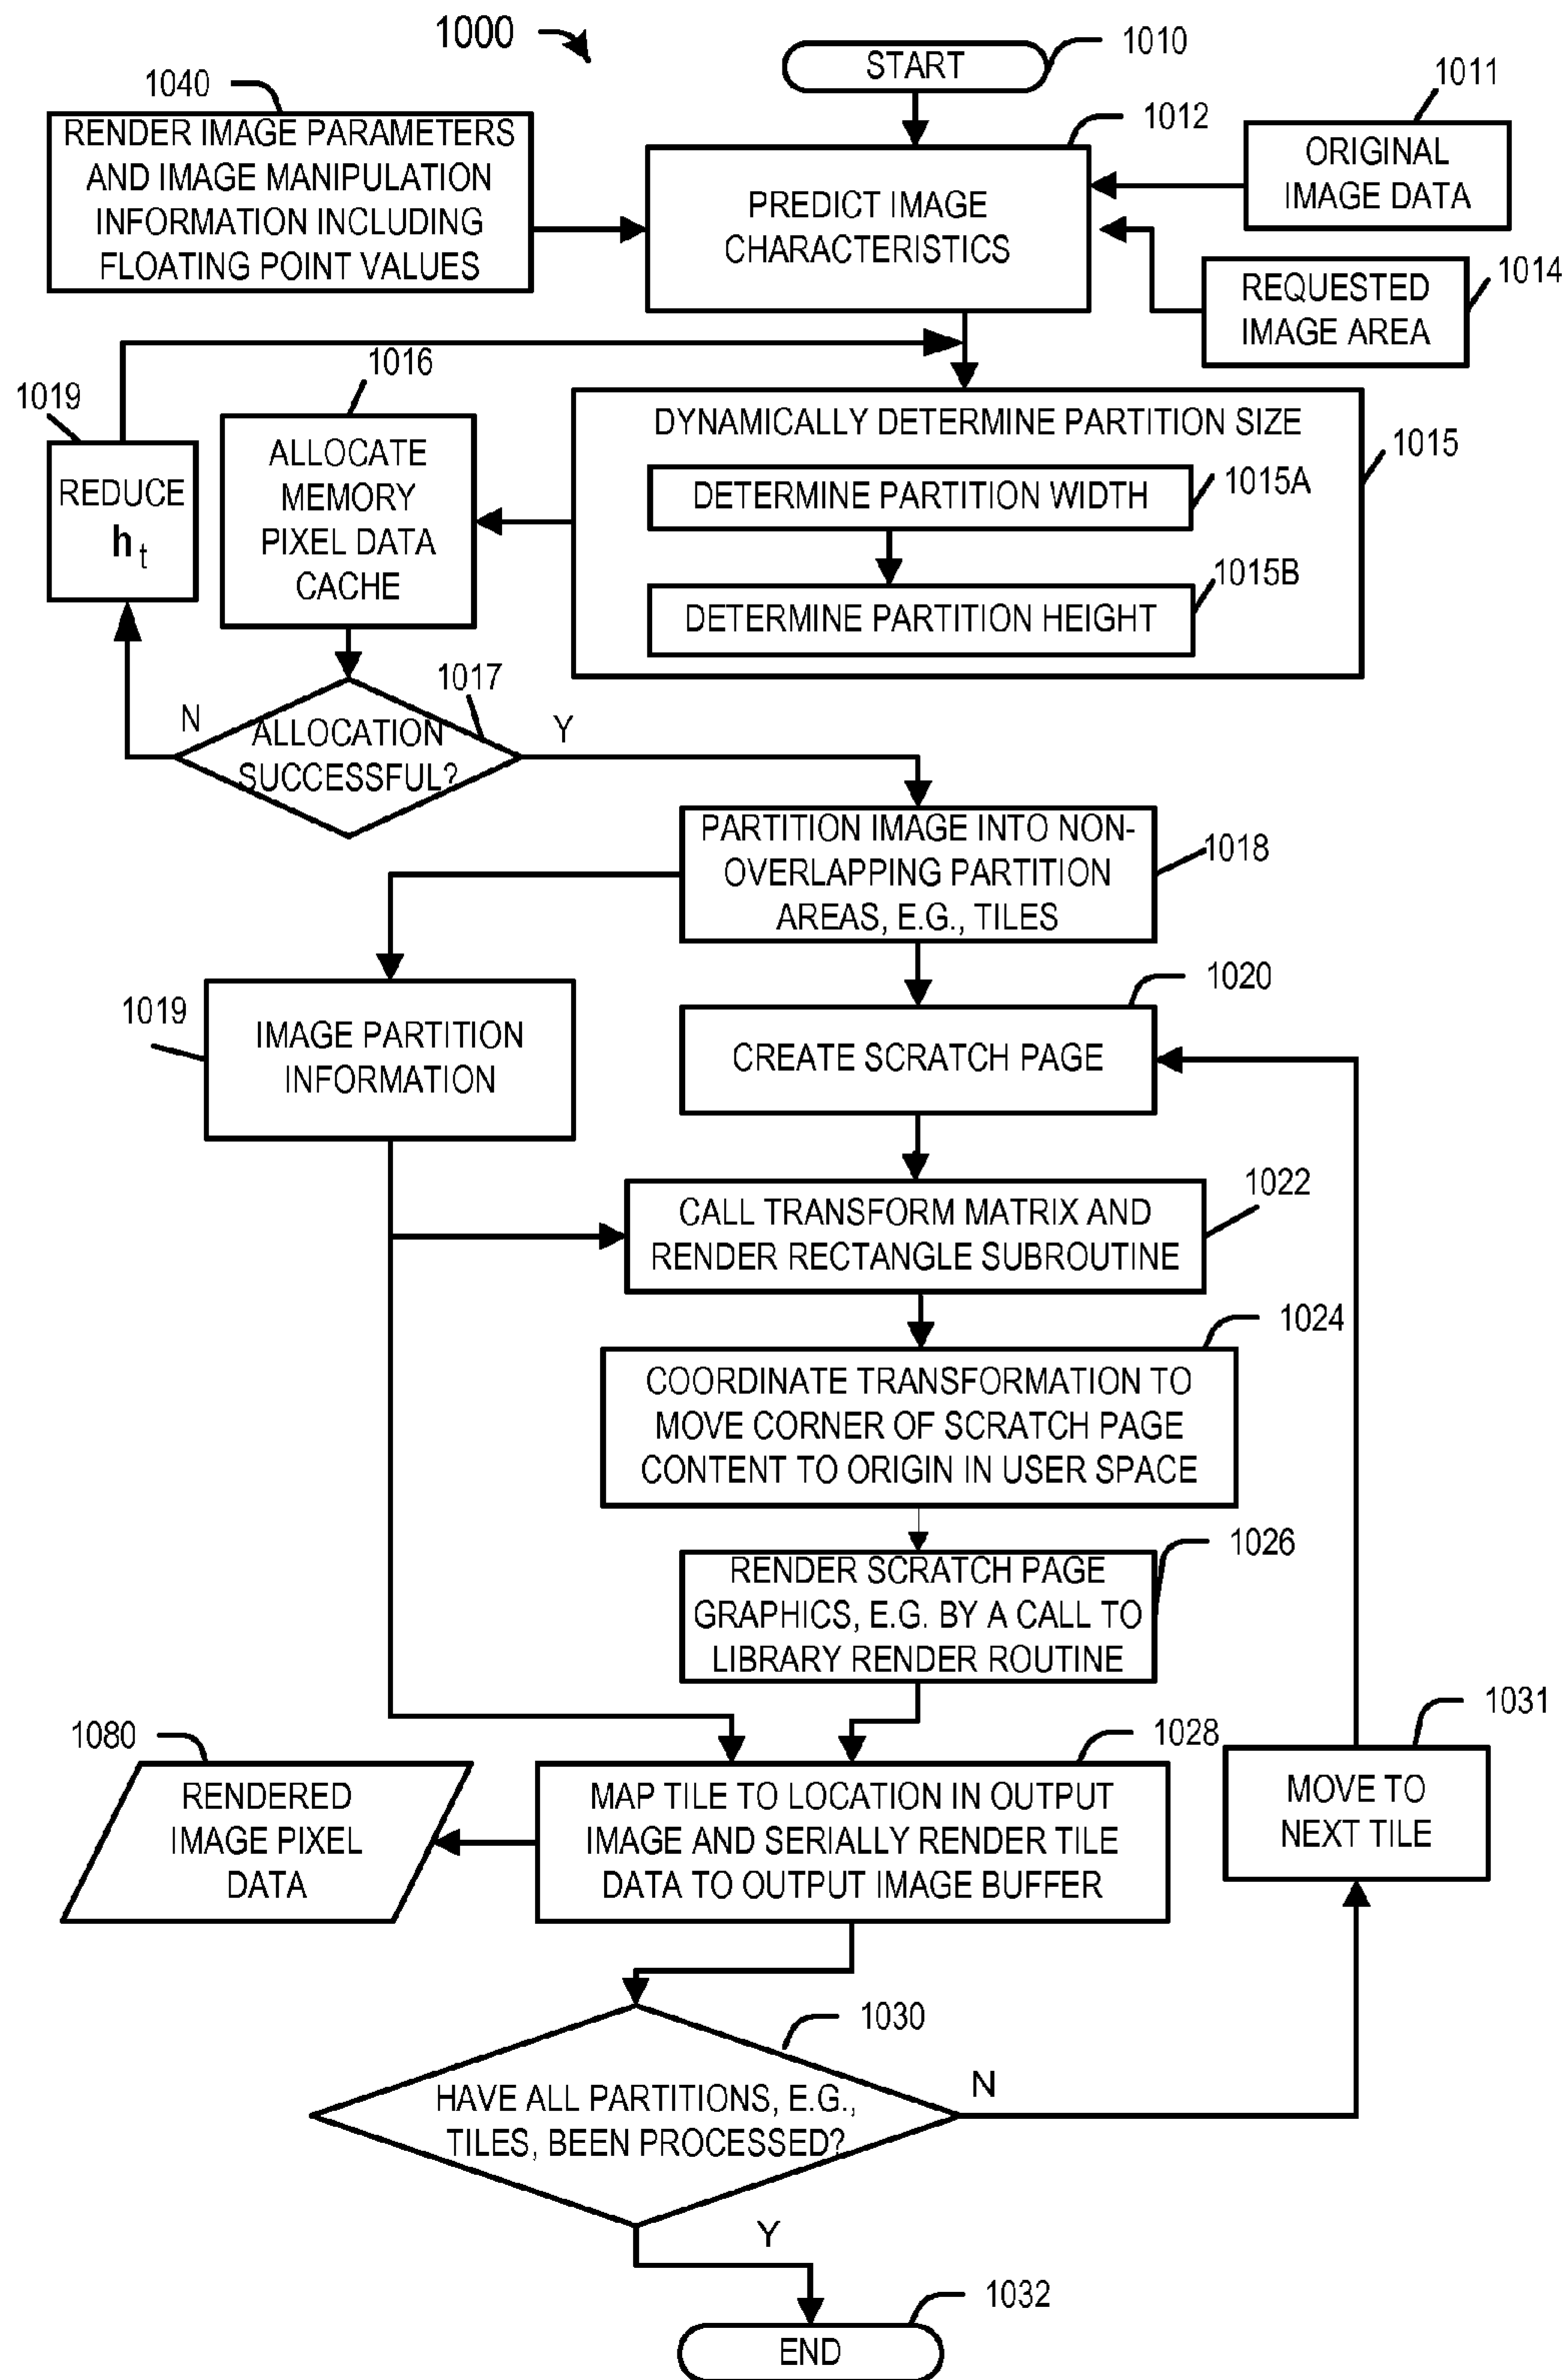 1000
START
1010
1040
RENDER IMAGE PARAMETERS
AND IMAGE MANIPULATION
INFORMATION INCLUDING
FLOATING POINT VALUES
1012
PREDICT IMAGE
CHARACTERISTICS
1011
ORIGINAL
IMAGE DATA
1014
REQUESTED
IMAGE AREA
1019
REDUCE
h t
1016
ALLOCATE
MEMORY
PIXEL DATA
CACHE
DYNAMICALLY DETERMINE PARTITION SIZE
1015
DETERMINE PARTITION WIDTH
1015A
DETERMINE PARTITION HEIGHT
1015B
1017
N
ALLOCATION
SUCCESSFUL?
Y
PARTITION IMAGE INTO NON-
OVERLAPPING PARTITION
AREAS, E.G., TILES
1018
1019
IMAGE PARTITION
INFORMATION
1020
CREATE SCRATCH PAGE
1022
CALL TRANSFORM MATRIX AND
RENDER RECTANGLE SUBROUTINE
1024
COORDINATE TRANSFORMATION TO
MOVE CORNER OF SCRATCH PAGE
CONTENT TO ORIGIN IN USER SPACE
1026
RENDER SCRATCH PAGE
GRAPHICS, E.G. BY A CALL TO
LIBRARY RENDER ROUTINE
1080
RENDERED
IMAGE PIXEL
DATA
1028
MAP TILE TO LOCATION IN OUTPUT
IMAGE AND SERIALLY RENDER TILE
DATA TO OUTPUT IMAGE BUFFER
1031
MOVE TO
NEXT TILE
1030
HAVE ALL PARTITIONS, E.G.,
TILES, BEEN PROCESSED?
N
Y
1032
END